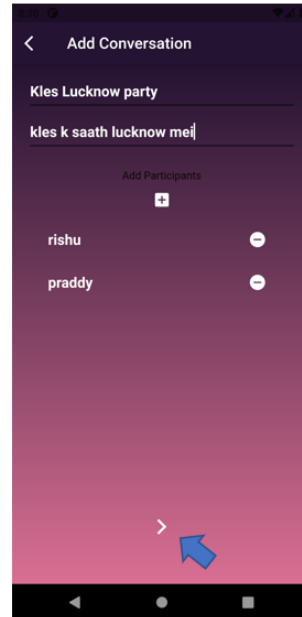 Add Conversation
Kles Lucknow party
kles k saath lucknow mei
Add Participants
rishu
praddy